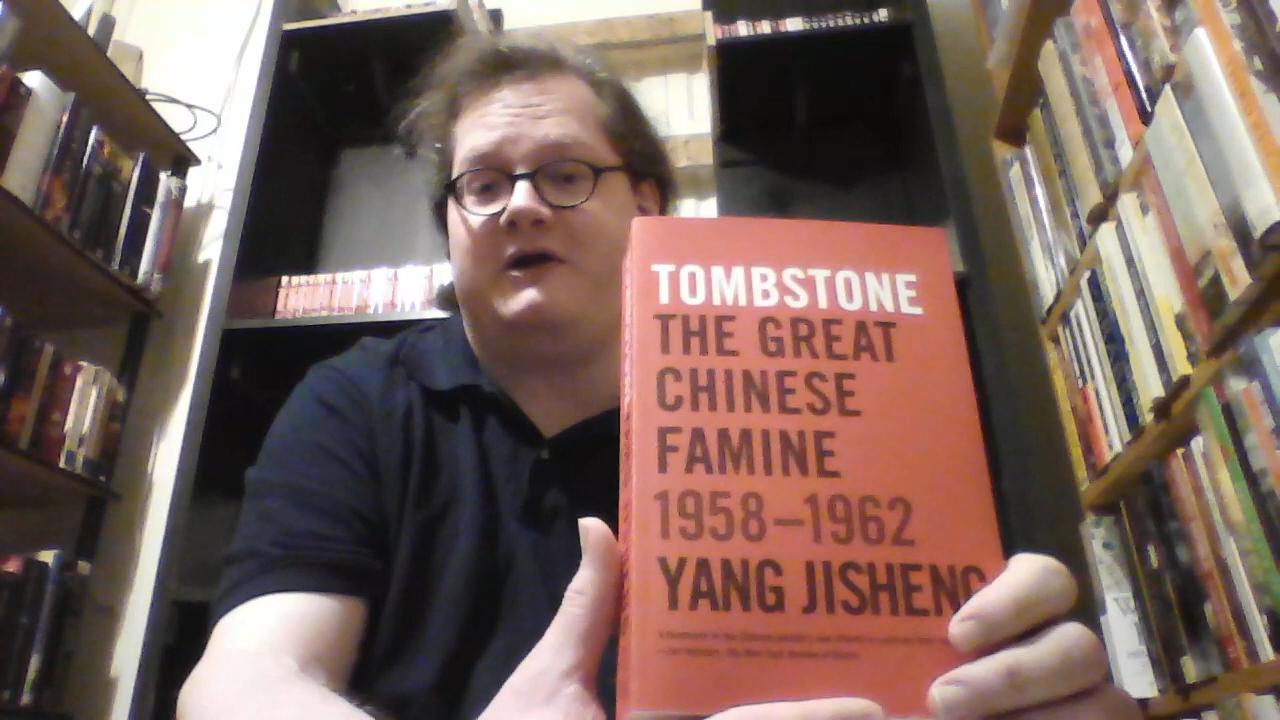 TOMBSTONE
THE GREAT
CHINESE
FAMINE
1958–1962
YANG JISHENG